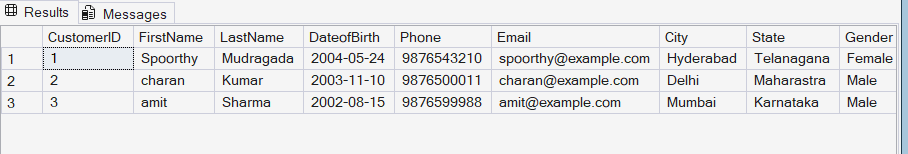 Results Messages
CustomerID FirstName LastName DateofBirth Phone Email City State Gender
1 1 Spoorthy Mudragada 2004-05-24 9876543210 spoorthy@example.com Hyderabad Telanagana Female
2 2 charan Kumar 2003-11-10 9876500011 charan@example.com Delhi Maharastra Male
3 3 amit Sharma 2002-08-15 9876599988 amit@example.com Mumbai Karnataka Male